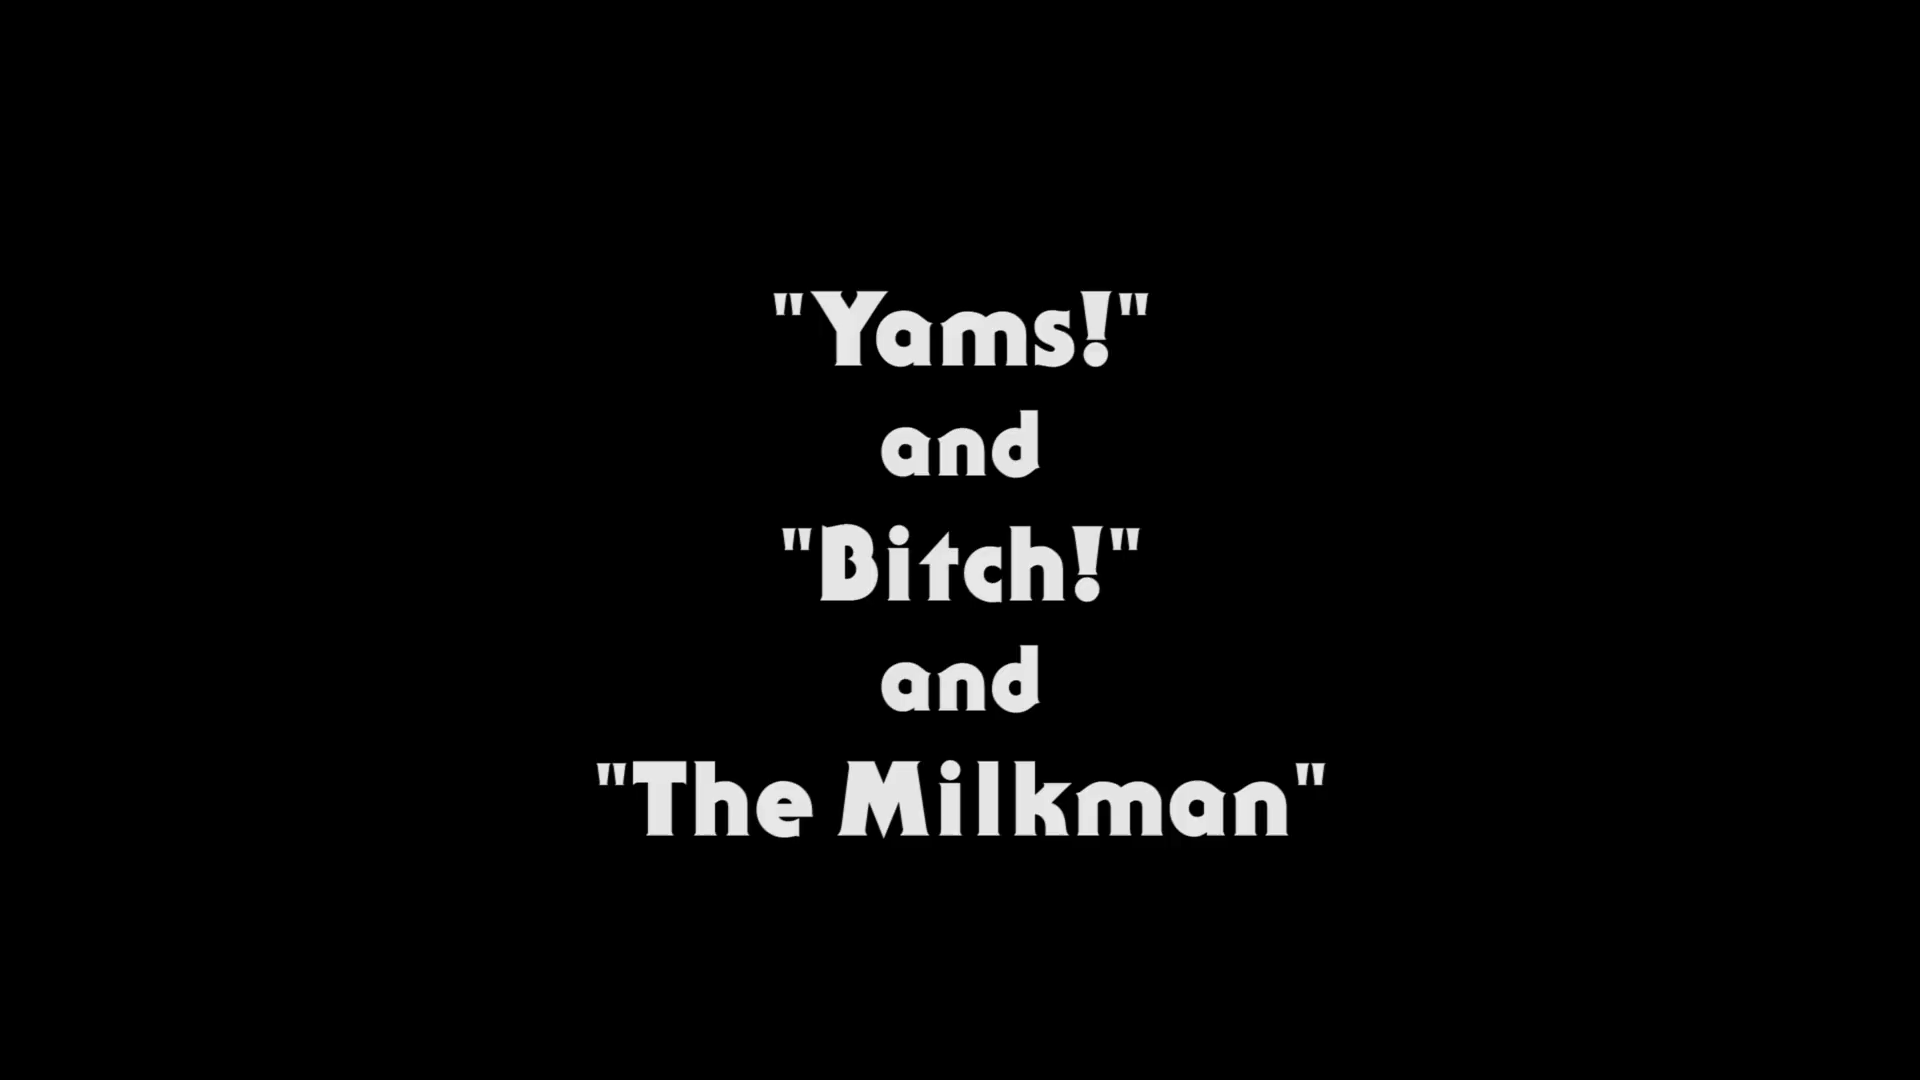 "Yams!"
and
"Bitch!"
and
"The Milkman"